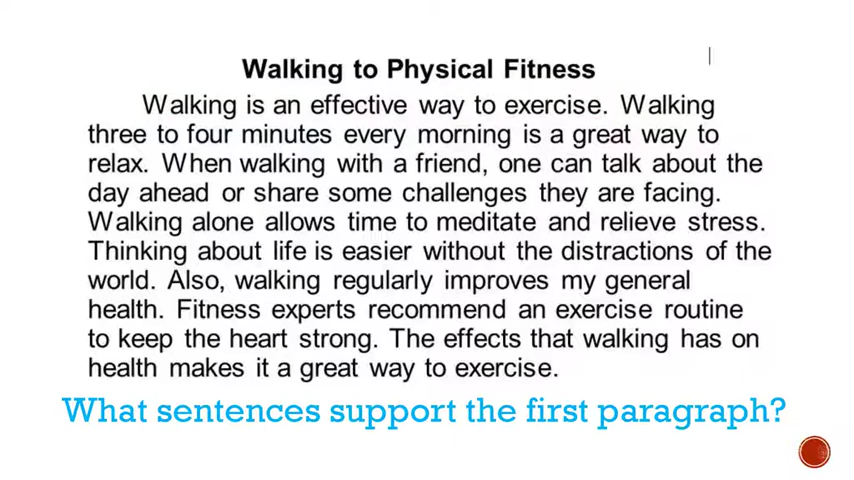 Walking to Physical Fitness
Walking is an effective way to exercise. Walking
three to four minutes every morning is a great way to
relax. When walking with a friend, one can talk about the
day ahead or share some challenges they are facing.
Walking alone allows time to meditate and relieve stress.
Thinking about life is easier without the distractions of the
world. Also, walking regularly improves my general
health. Fitness experts recommend an exercise routine
to keep the heart strong. The effects that walking has on
health makes it a great way to exercise.
What sentences support the first paragraph?